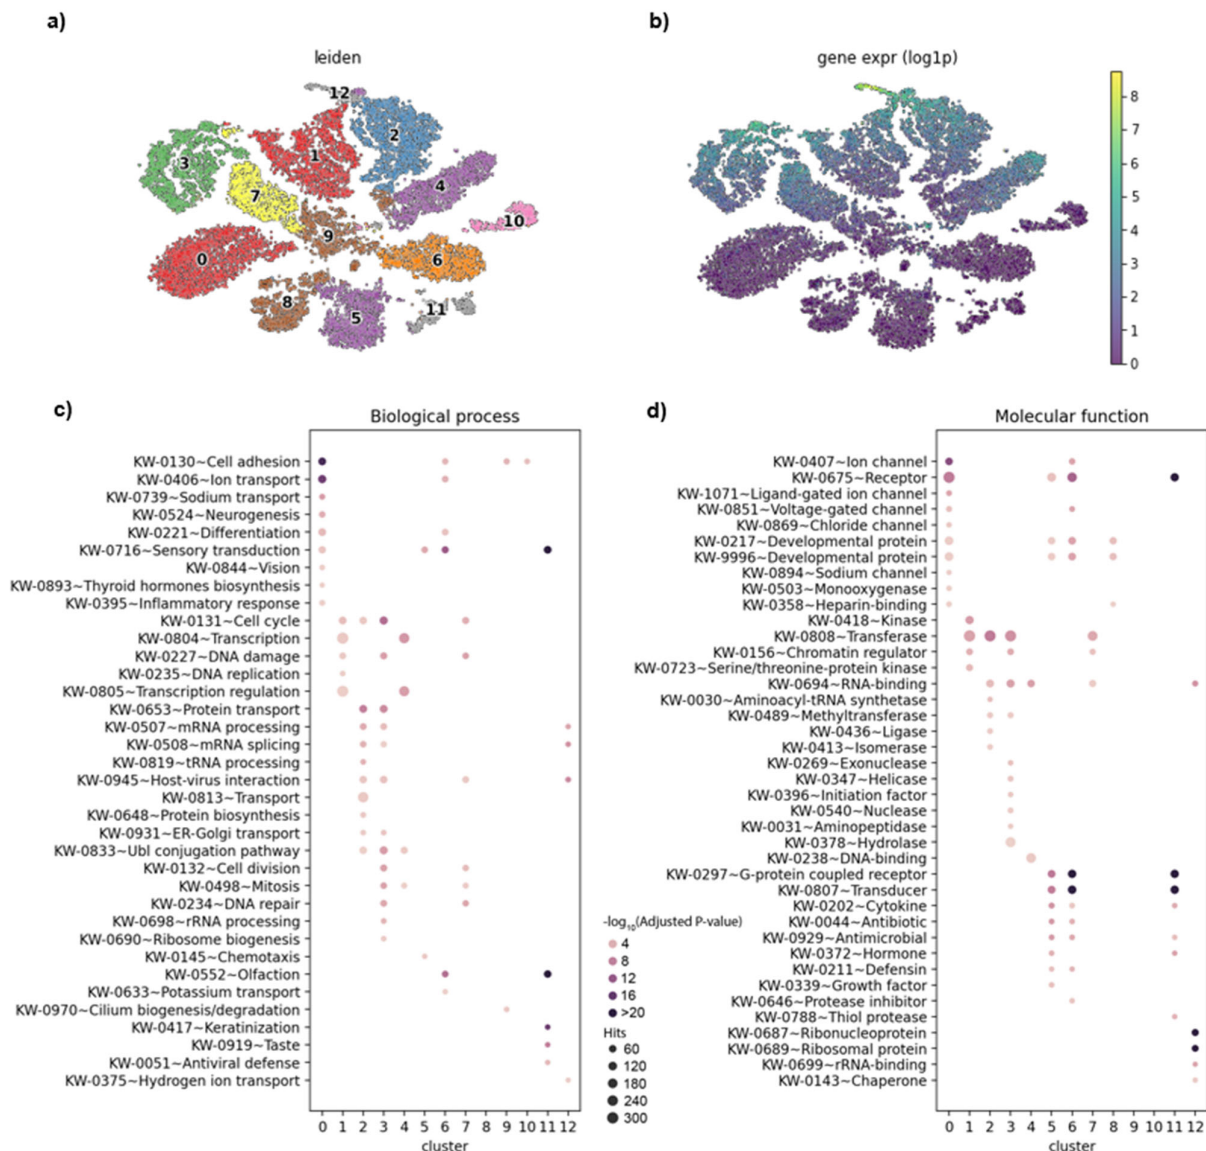 a)
leiden
12
2
1
3
4
7
10
9
0
6
8
11
5
b)
gene expr (log1p)
8
7
6
5
4
3
2
1
0
c)
Biological process
KW-0130~Cell adhesion
KW-0406~Ion transport
KW-0739~Sodium transport
KW-0524~Neurogenesis
KW-0221~Differentiation
KW-0716~Sensory transduction
KW-0844~Vision
KW-0893~Thyroid hormones biosynthesis
KW-0395~Inflammatory response
KW-0131~Cell cycle
KW-0804~Transcription
KW-0227~DNA damage
KW-0235~DNA replication
KW-0805~Transcription regulation
KW-0653~Protein transport
KW-0507~mRNA processing
KW-0508~mRNA splicing
KW-0819~tRNA processing
KW-0945~Host-virus interaction
KW-0813~Transport
KW-0648~Protein biosynthesis
KW-0931~ER-Golgi transport
KW-0833~Ubl conjugation pathway
KW-0132~Cell division
KW-0498~Mitosis
KW-0234~DNA repair
KW-0698~rRNA processing
KW-0690~Ribosome biogenesis
KW-0145~Chemotaxis
KW-0552~Olfaction
KW-0633~Potassium transport
KW-0970~Cilium biogenesis/degradation
KW-0417~Keratinization
KW-0919~Taste
KW-0051~Antiviral defense
KW-0375~Hydrogen ion transport
0 1 2 3 4 5 6 7 8 9 10 11 12
cluster
-log10(Adjusted P-value)
4
8
12
16
>20
Hits
60
120
180
240
300
d)
Molecular function
KW-0407~Ion channel
KW-0675~Receptor
KW-1071~Ligand-gated ion channel
KW-0851~Voltage-gated channel
KW-0869~Chloride channel
KW-0217~Developmental protein
KW-9996~Developmental protein
KW-0894~Sodium channel
KW-0503~Monooxygenase
KW-0358~Heparin-binding
KW-0418~Kinase
KW-0808~Transferase
KW-0156~Chromatin regulator
KW-0723~Serine/threonine-protein kinase
KW-0694~RNA-binding
KW-0030~Aminoacyl-tRNA synthetase
KW-0489~Methyltransferase
KW-0436~Ligase
KW-0413~Isomerase
KW-0269~Exonuclease
KW-0347~Helicase
KW-0396~Initiation factor
KW-0540~Nuclease
KW-0031~Aminopeptidase
KW-0378~Hydrolase
KW-0238~DNA-binding
KW-0297~G-protein coupled receptor
KW-0807~Transducer
KW-0202~Cytokine
KW-0044~Antibiotic
KW-0929~Antimicrobial
KW-0372~Hormone
KW-0211~Defensin
KW-0339~Growth factor
KW-0646~Protease inhibitor
KW-0788~Thiol protease
KW-0687~Ribonucleoprotein
KW-0689~Ribosomal protein
KW-0699~rRNA-binding
KW-0143~Chaperone
0 1 2 3 4 5 6 7 8 9 10 11 12
cluster